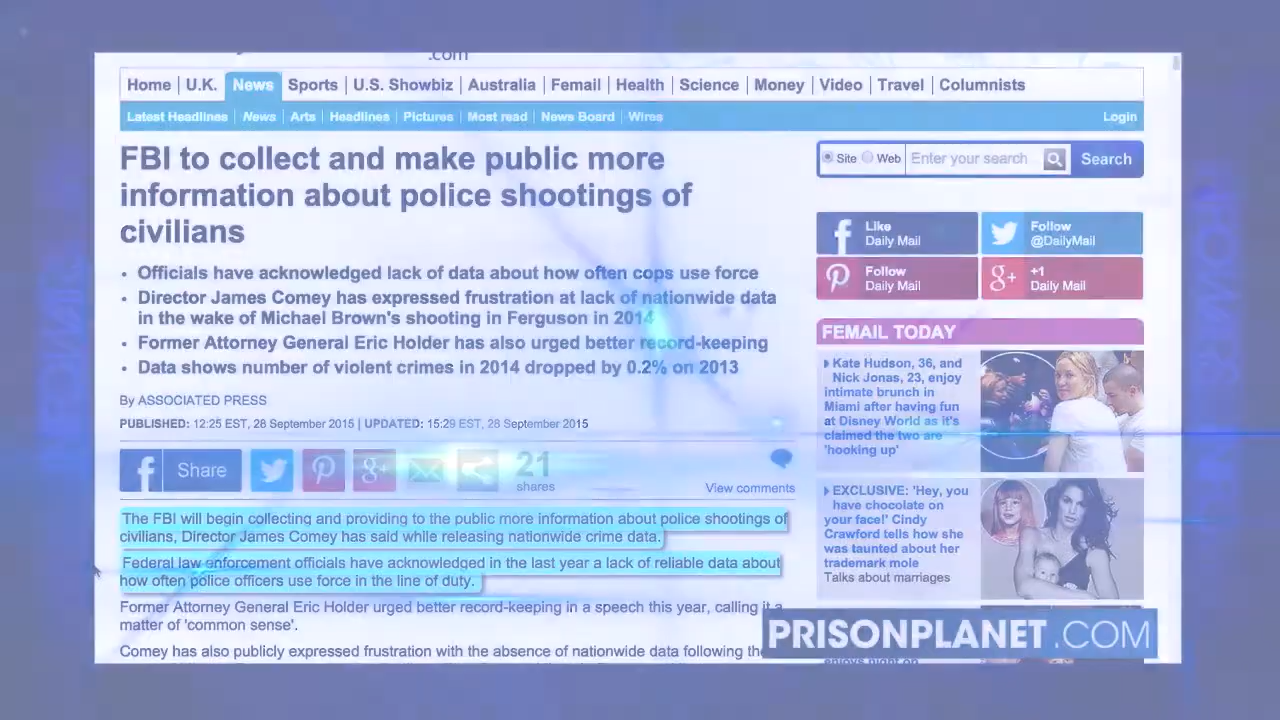 .com
Home U.K. News Sports U.S. Showbiz Australia Femail Health Science Money Video Travel Columnists
Latest Headlines News Arts Headlines Pictures Most read News Board Wires Login
FBI to collect and make public more
information about police shootings of
civilians
• Officials have acknowledged lack of data about how often cops use force
• Director James Comey has expressed frustration at lack of nationwide data
in the wake of Michael Brown's shooting in Ferguson in 2014
• Former Attorney General Eric Holder has also urged better record-keeping
• Data shows number of violent crimes in 2014 dropped by 0.2% on 2013
By ASSOCIATED PRESS
PUBLISHED: 12:25 EST, 28 September 2015 | UPDATED: 15:29 EST, 28 September 2015
Share
21
shares
View comments
The FBI will begin collecting and providing to the public more information about police shootings of
civilians, Director James Comey has said while releasing nationwide crime data.
Federal law enforcement officials have acknowledged in the last year a lack of reliable data about
how often police officers use force in the line of duty.
Former Attorney General Eric Holder urged better record-keeping in a speech this year, calling it a
matter of 'common sense'.
Comey has also publicly expressed frustration with the absence of nationwide data following the
Site Web Enter your search Search
Like
Daily Mail
Follow
@DailyMail
Follow
Daily Mail
+1
Daily Mail
FEMAIL TODAY
Kate Hudson, 36, and
Nick Jonas, 23, enjoy
intimate brunch in
Miami after having fun
at Disney World as it's
claimed the two are
'hooking up'
EXCLUSIVE: 'Hey, you
have chocolate on
your face!' Cindy
Crawford tells how she
was taunted about her
trademark mole
Talks about marriages
enjoys night on
PRISONPLANET.COM